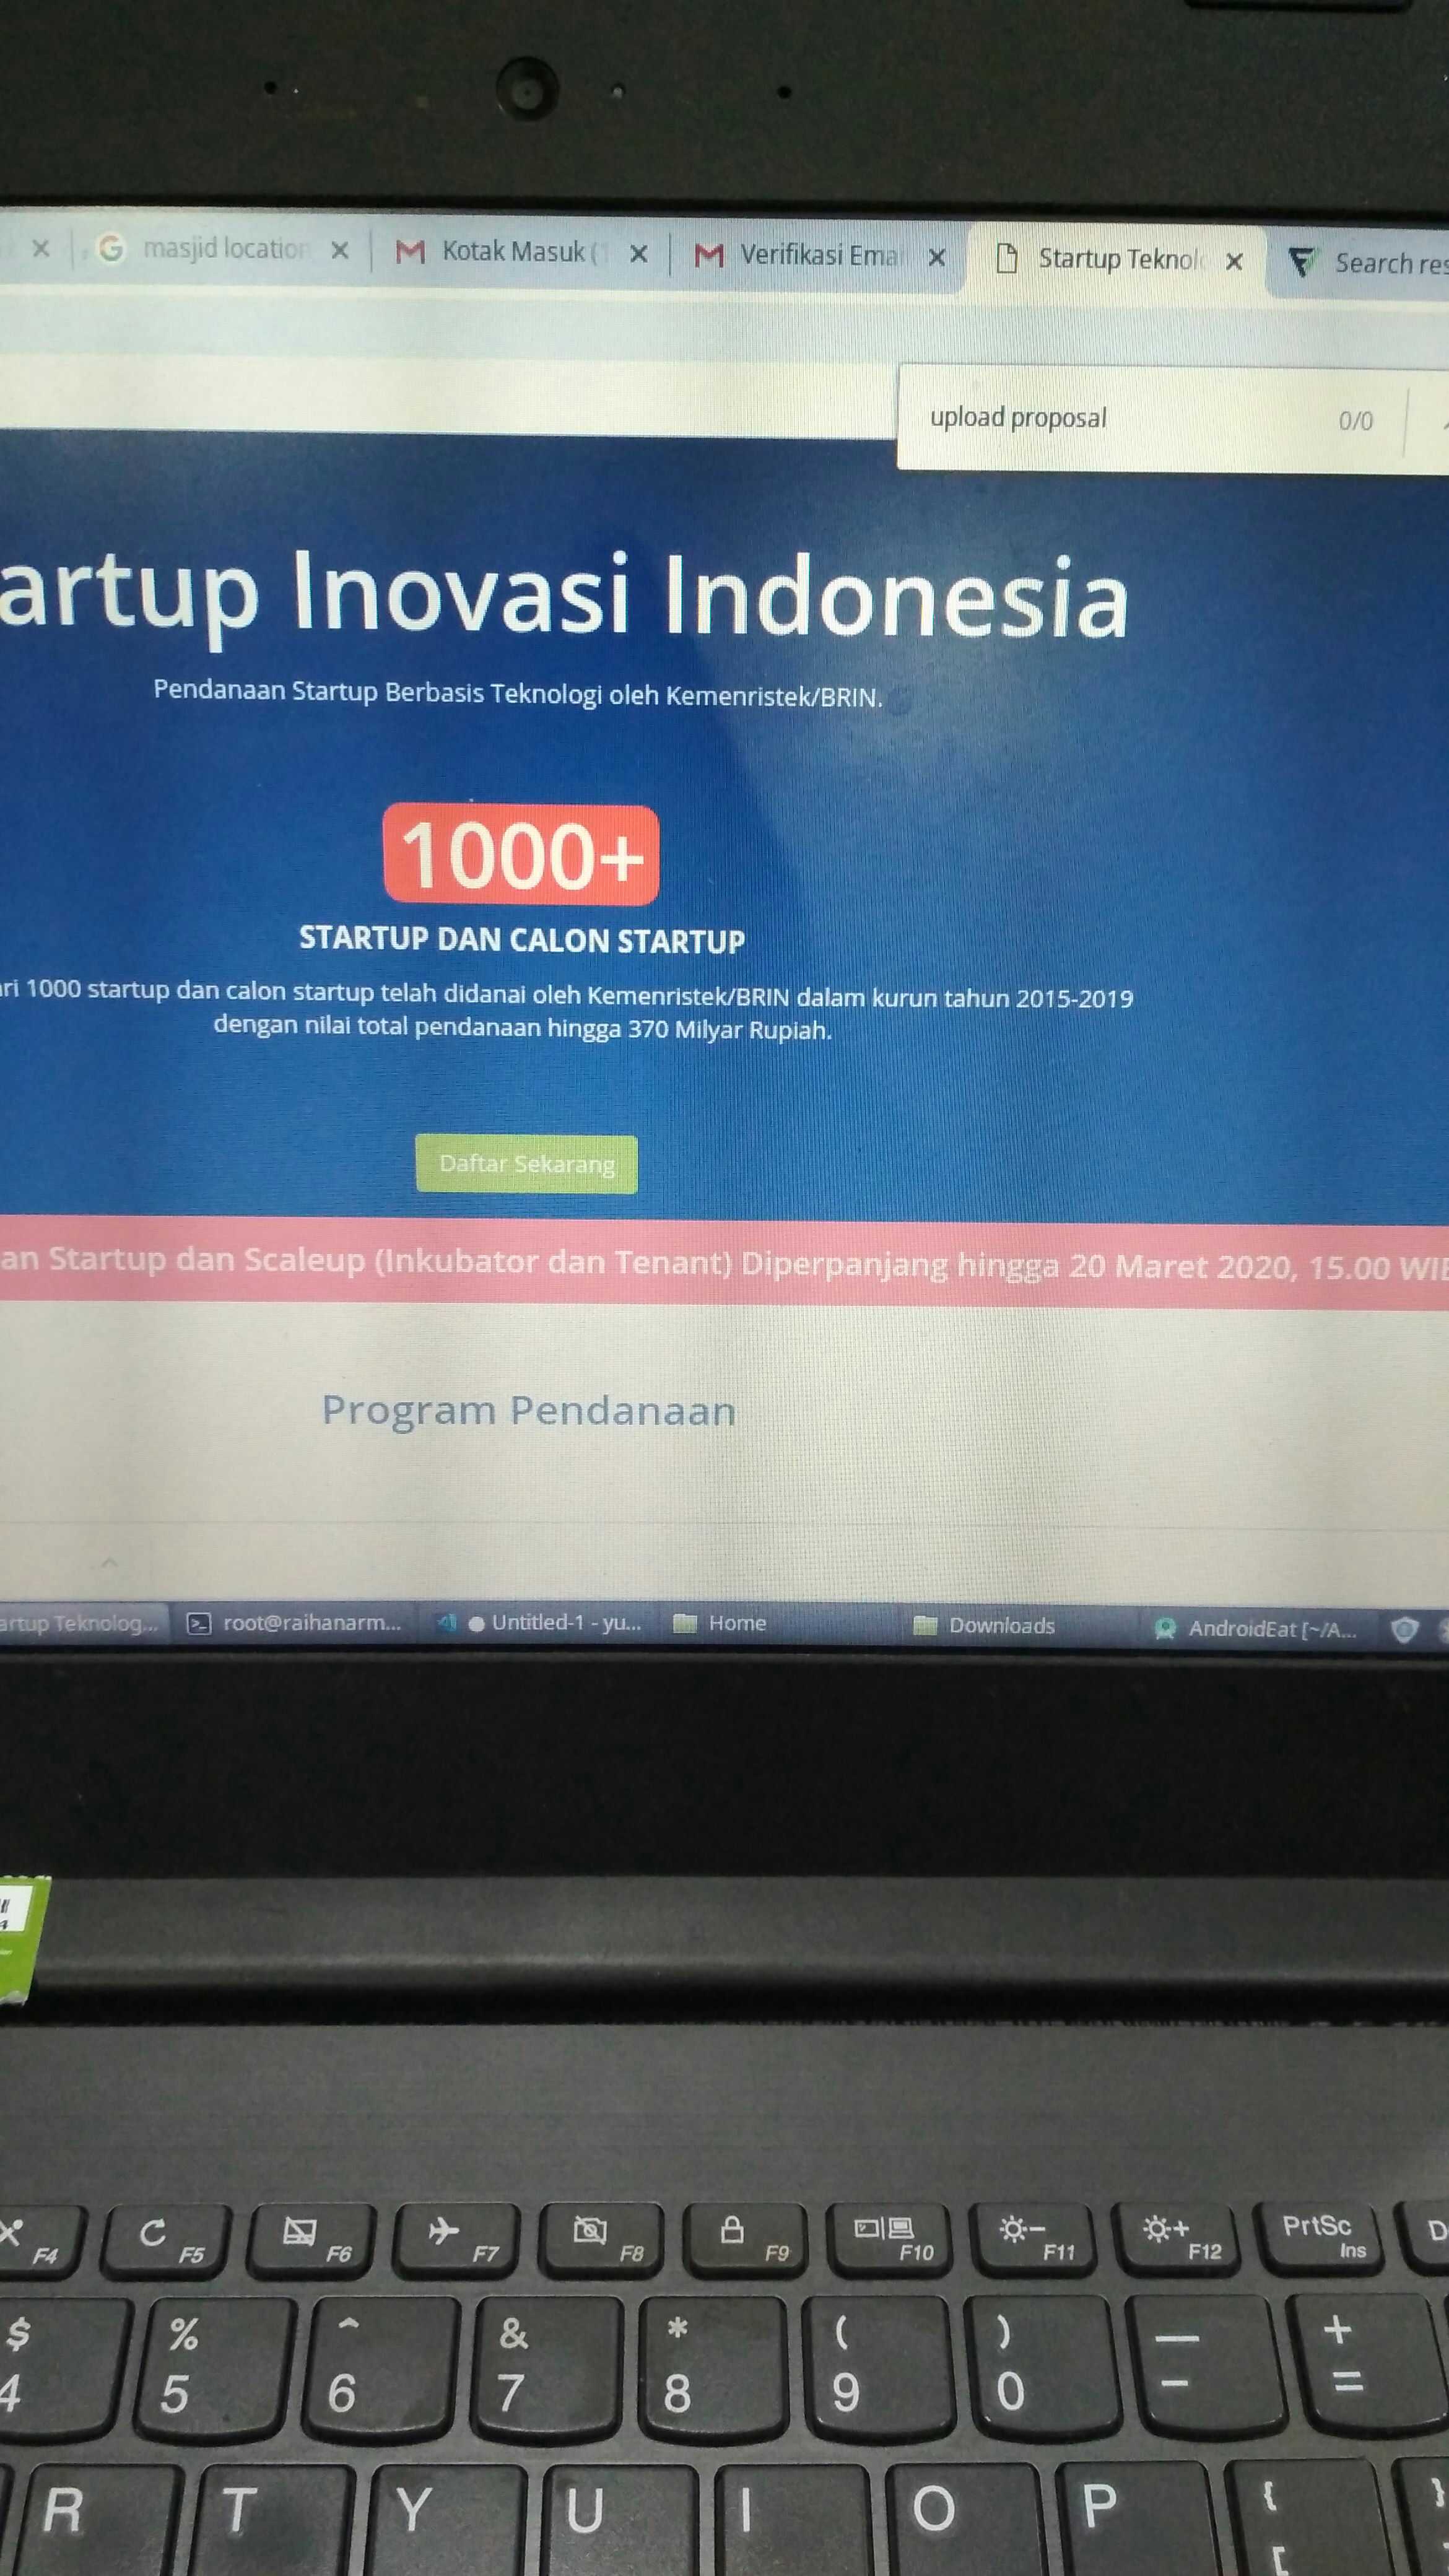 masjid location
Kotak Masuk (
Verifikasi Ema
Startup Teknol
Search res
upload proposal 0/0
artup Inovasi Indonesia
Pendanaan Startup Berbasis Teknologi oleh Kemenristek/BRIN.
1000+
STARTUP DAN CALON STARTUP
ri 1000 startup dan calon startup telah didanai oleh Kemenristek/BRIN dalam kurun tahun 2015-2019
dengan nilai total pendanaan hingga 370 Milyar Rupiah.
Daftar Sekarang
an Startup dan Scaleup (Inkubator dan Tenant) Diperpanjang hingga 20 Maret 2020, 15.00 WIB
Program Pendanaan
artup Teknolog... root@raihanarm... Untitled-1 - yu... Home Downloads AndroidEat [~/A...
F4 F5 F6 F7 F8 F9 F10 F11 F12 PrtSc Ins D
$ % ^ & * ( ) — +
4 5 6 7 8 9 0 - =
R T Y U I O P { }
[